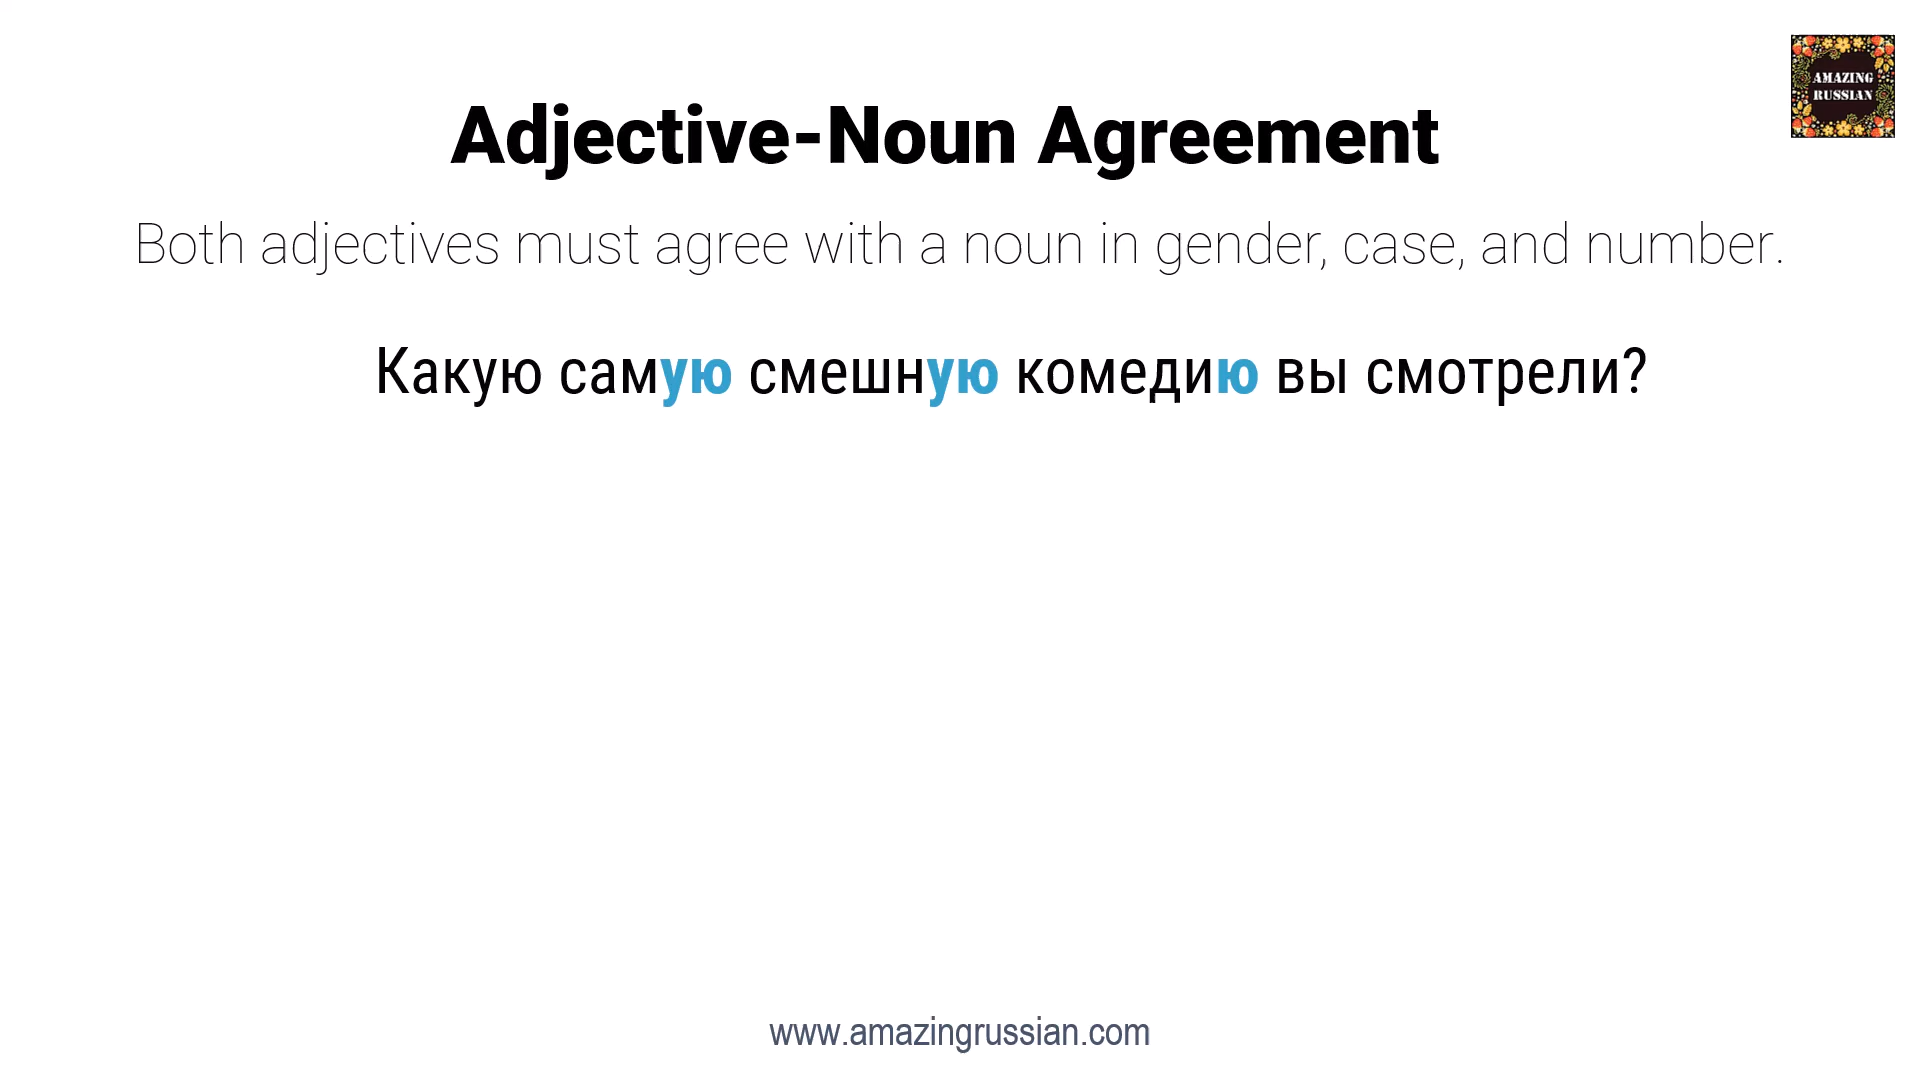 AMAZING
RUSSIAN
Adjective-Noun Agreement
Both adjectives must agree with a noun in gender, case, and number.
Какую самую смешную комедию вы смотрели?
www.amazingrussian.com